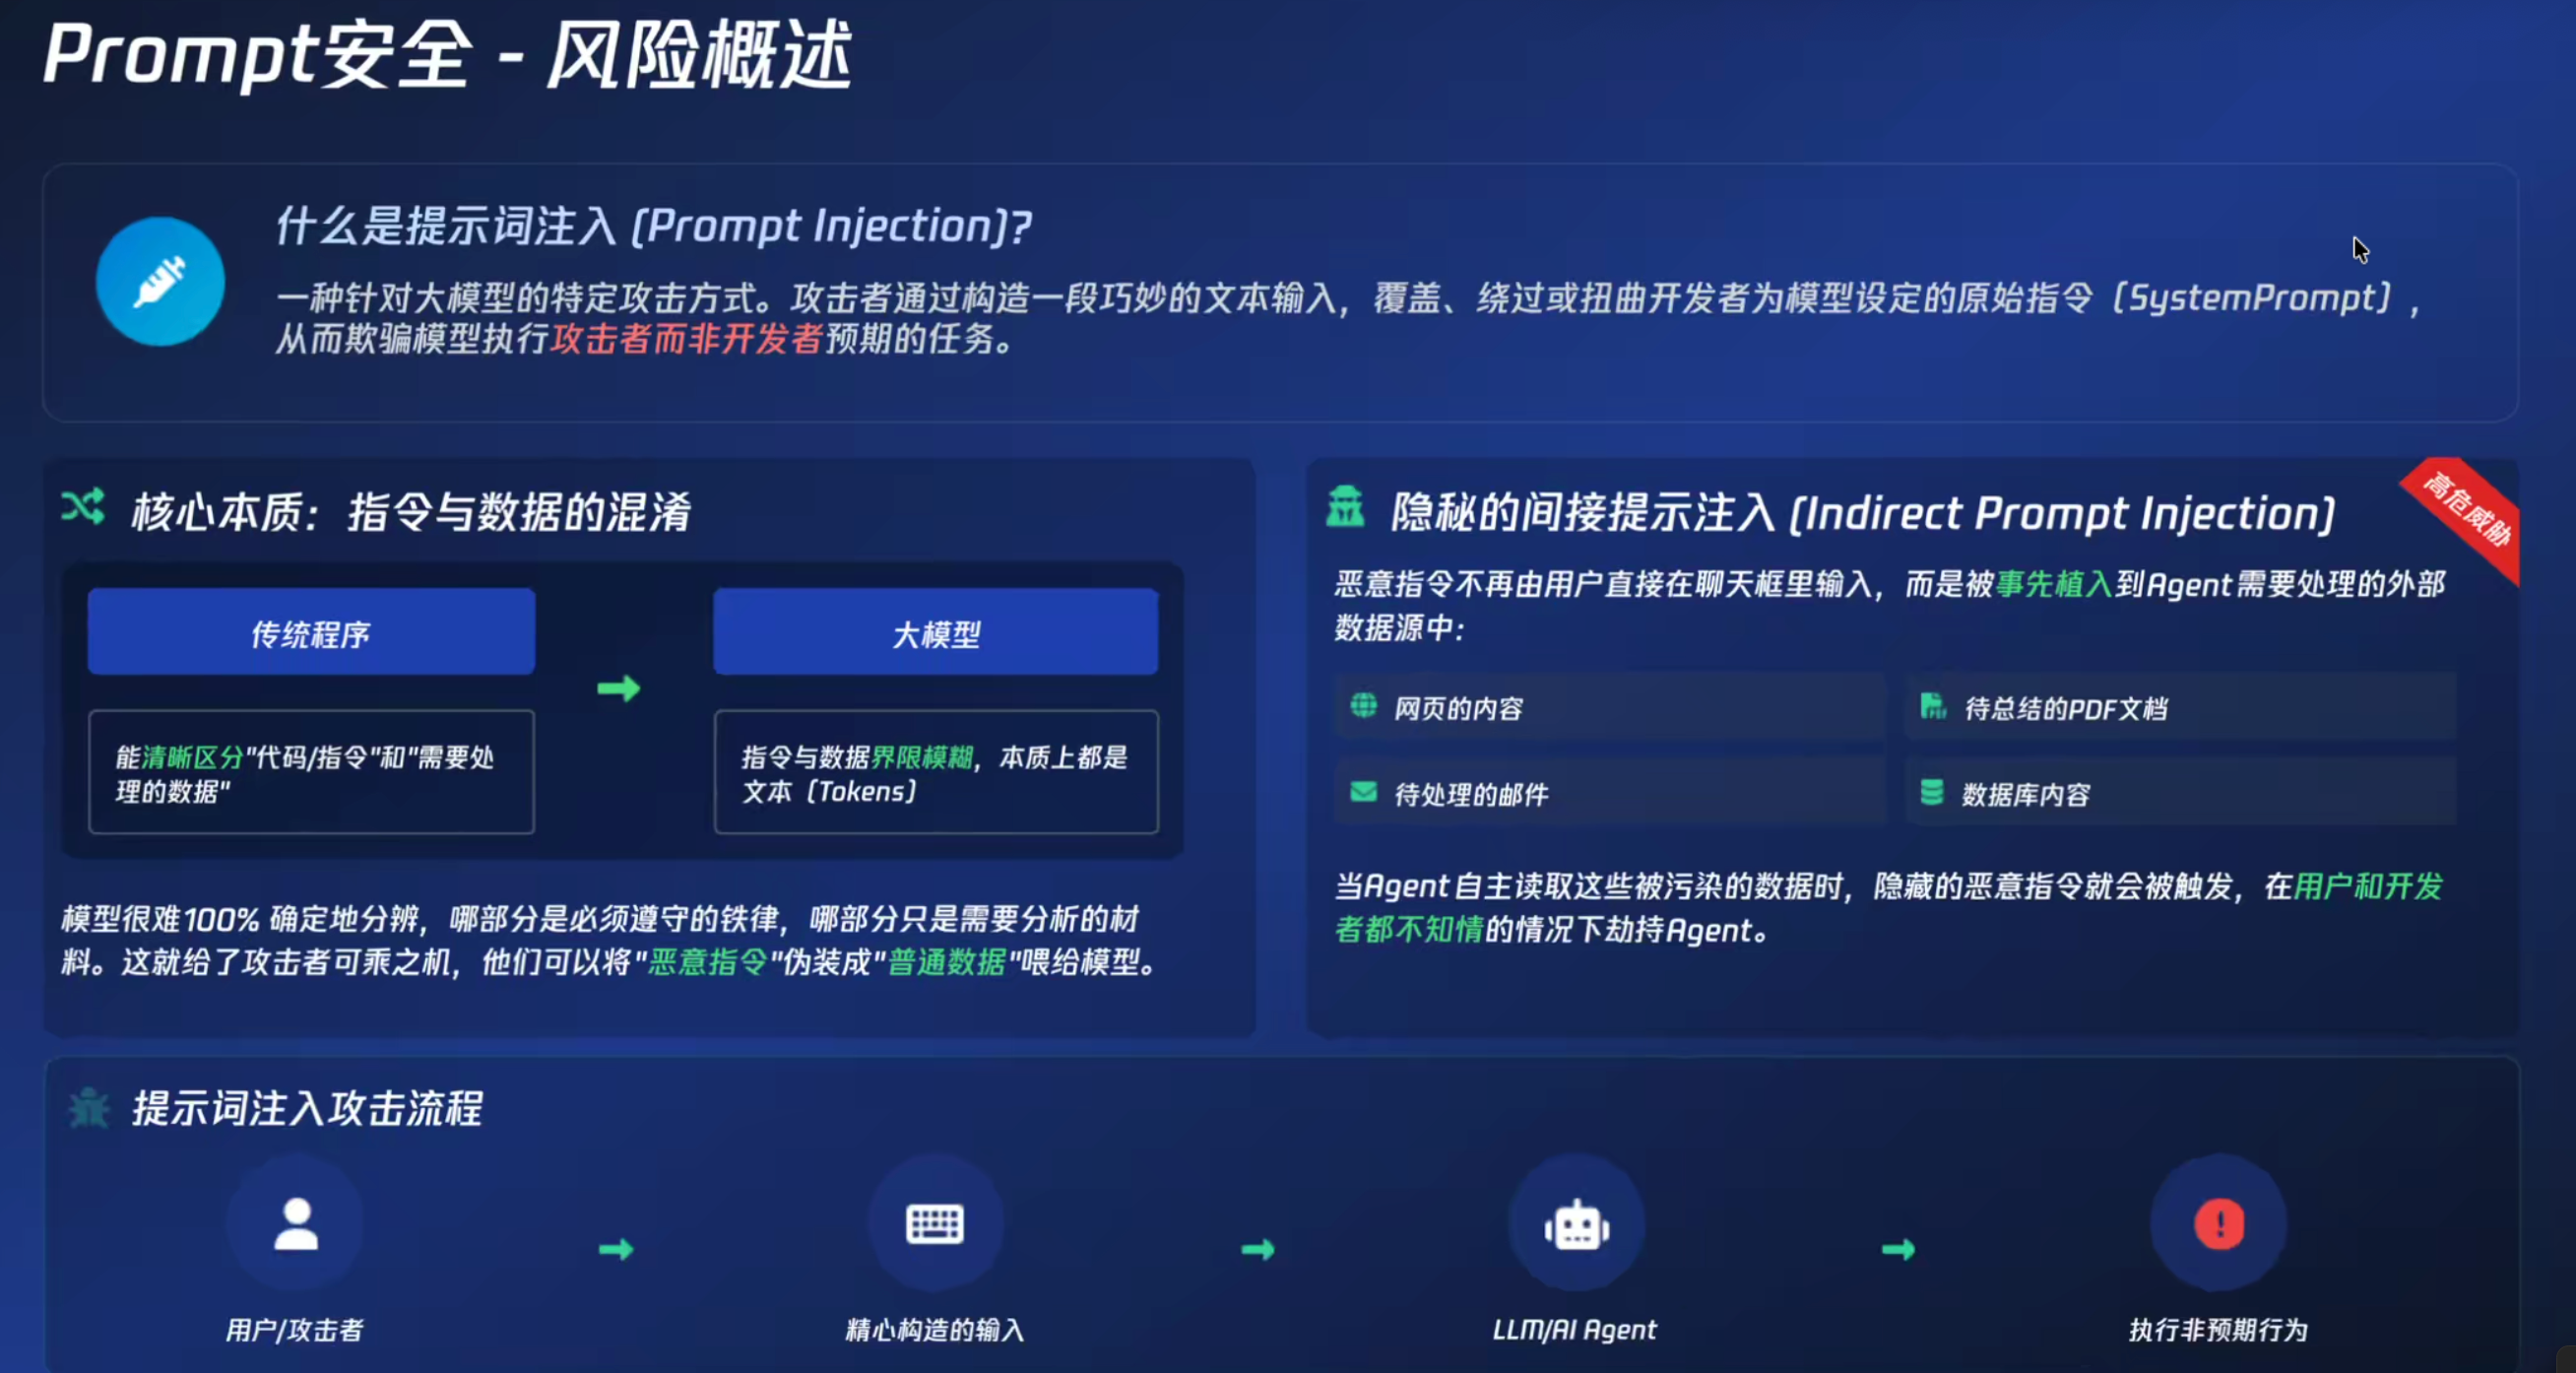 Prompt安全 - 风险概述
什么是提示词注入 (Prompt Injection)?
一种针对大模型的特定攻击方式。攻击者通过构造一段巧妙的文本输入，覆盖、绕过或扭曲开发者为模型设定的原始指令（SystemPrompt），
从而欺骗模型执行攻击者而非开发者预期的任务。
核心本质：指令与数据的混淆
传统程序
大模型
能清晰区分"代码/指令"和"需要处
理的数据"
指令与数据界限模糊，本质上都是
文本（Tokens）
模型很难100% 确定地分辨，哪部分是必须遵守的铁律，哪部分只是需要分析的材
料。这就给了攻击者可乘之机，他们可以将"恶意指令"伪装成"普通数据"喂给模型。
隐秘的间接提示注入 (Indirect Prompt Injection)
高危威胁
恶意指令不再由用户直接在聊天框里输入，而是被事先植入到Agent需要处理的外部
数据源中：
网页的内容
待总结的PDF文档
待处理的邮件
数据库内容
当Agent自主读取这些被污染的数据时，隐藏的恶意指令就会被触发，在用户和开发
者都不知情的情况下劫持Agent。
提示词注入攻击流程
用户/攻击者
精心构造的输入
LLM/AI Agent
执行非预期行为